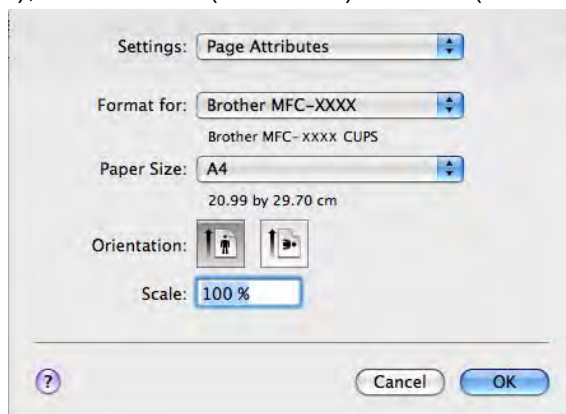 Settings: Page Attributes
Format for: Brother MFC-XXXX
Brother MFC-XXXX CUPS
Paper Size: A4
20.99 by 29.70 cm
Orientation:
Scale: 100 %
? Cancel OK